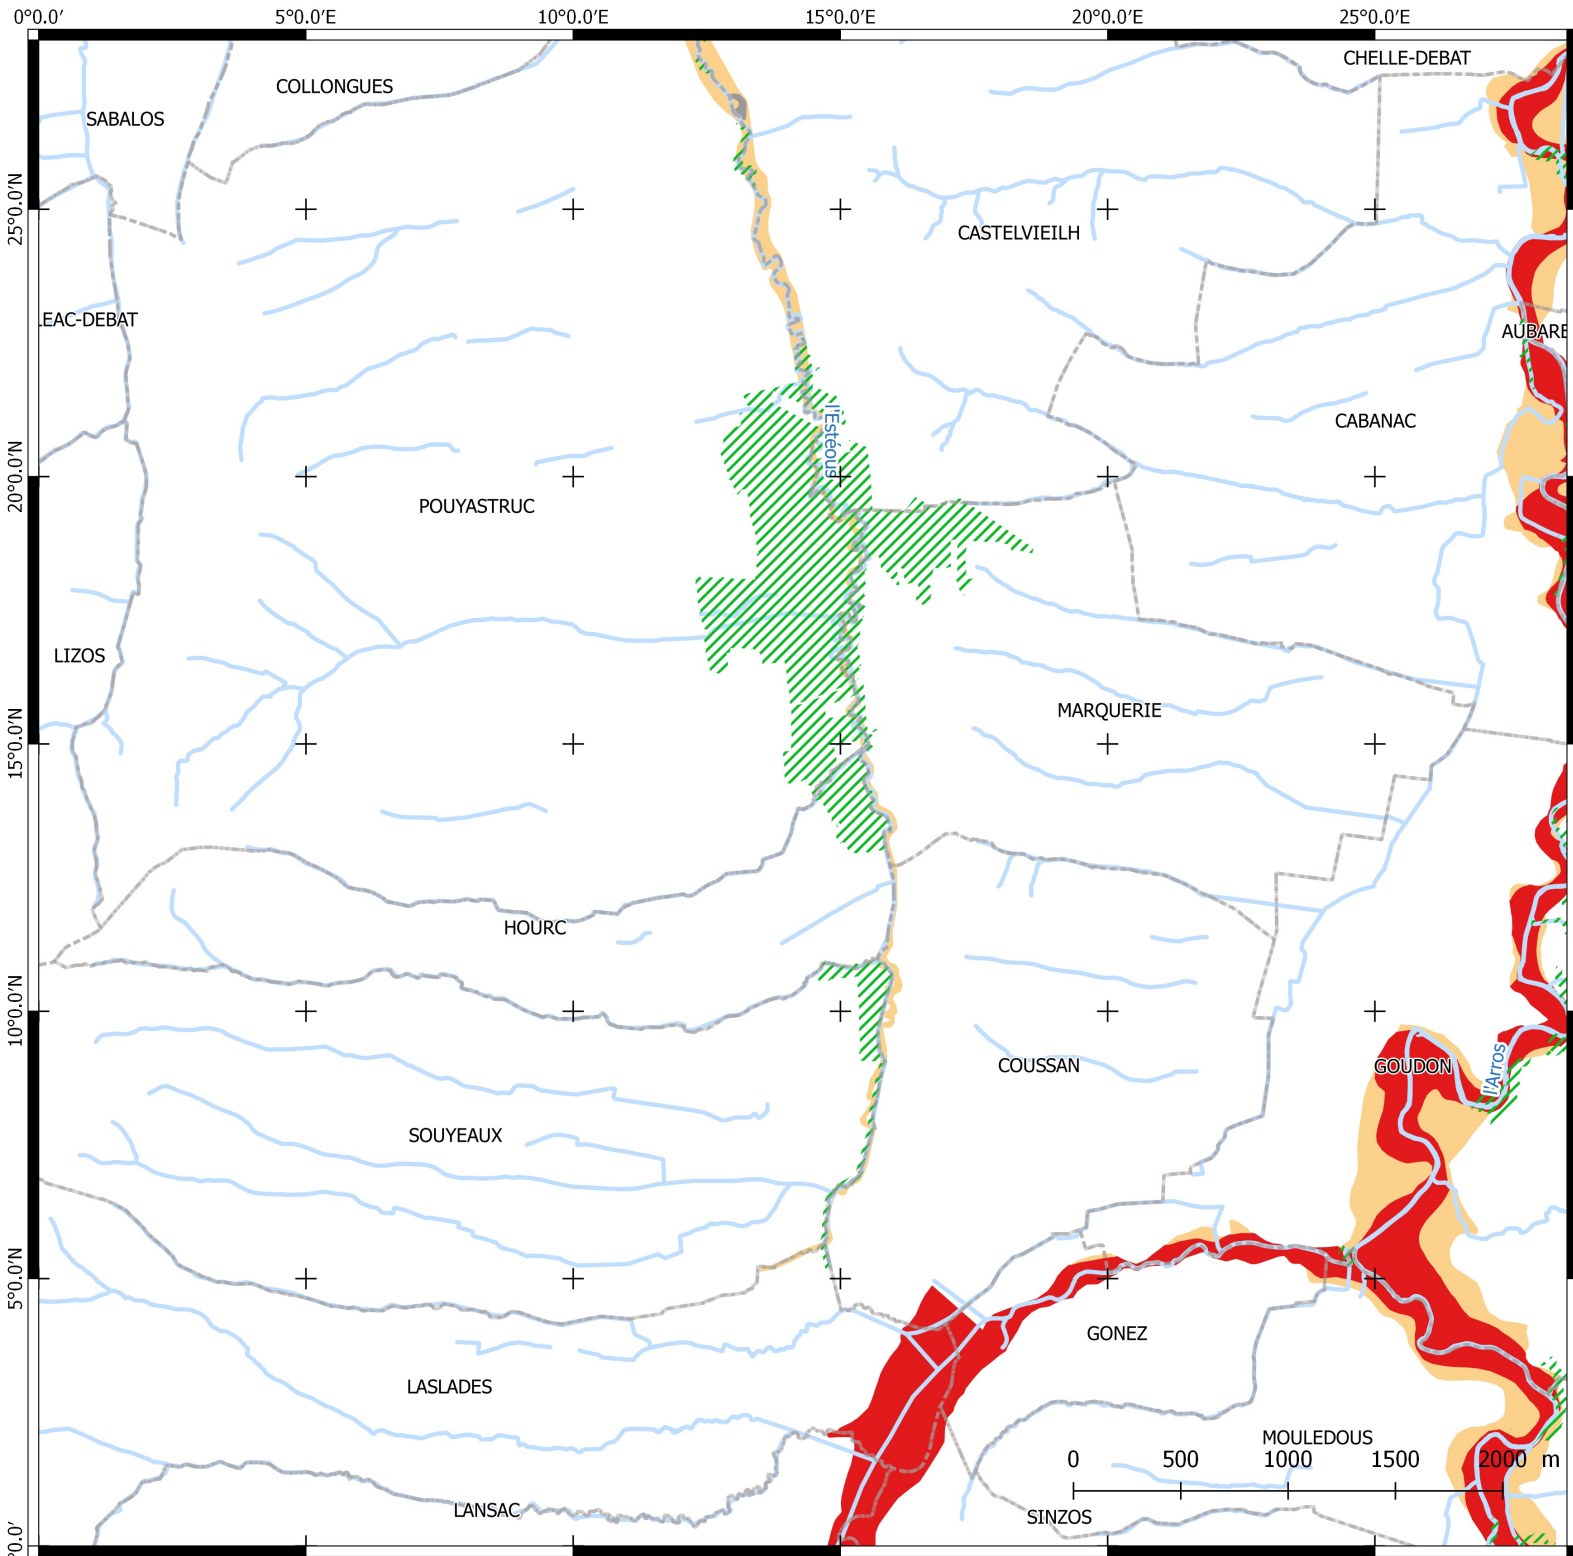 0°0.0′ 5°0.0′E 10°0.0′E 15°0.0′E 20°0.0′E 25°0.0′E
CHELLE-DEBAT
COLLONGUES
SABALOS
25°0.0′N
CASTELVIEILH
.EAC-DEBAT
AUBARE
l'Estéous
CABANAC
20°0.0′N
POUYASTRUC
LIZOS
MARQUERIE
15°0.0′N
HOURC
10°0.0′N
COUSSAN
GOUDON
l'Arros
SOUYEAUX
5°0.0′N
GONEZ
LASLADES
MOULEDOUS
0 500 1000 1500 2000 m
LANSAC
SINZOS
°0.0′